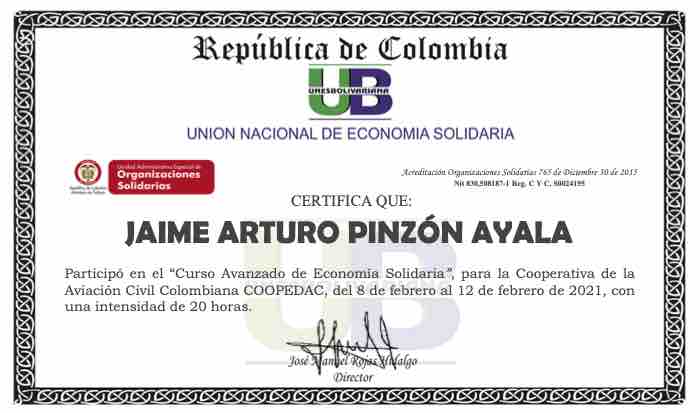 República de Colombia
UB
UNESBOLIVARIANA
UNION NACIONAL DE ECONOMIA SOLIDARIA
Unidad Administrativa Especial de
Organizaciones
Solidarias
República de Colombia
Ministerio de Trabajo
Acreditación Organizaciones Solidarias 765 de Diciembre 30 de 2015
Nit 830,508187-1 Reg. C Y C, S0024195
CERTIFICA QUE:
JAIME ARTURO PINZÓN AYALA
Participó en el “Curso Avanzado de Economía Solidaria”, para la Cooperativa de la
Aviación Civil Colombiana COOPEDAC, del 8 de febrero al 12 de febrero de 2021, con
una intensidad de 20 horas.
José Manuel Rojas Hidalgo
Director